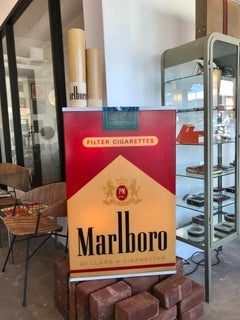 FILTER CIGARETTES
PM
Marlboro
20 CLASS A CIGARETTES